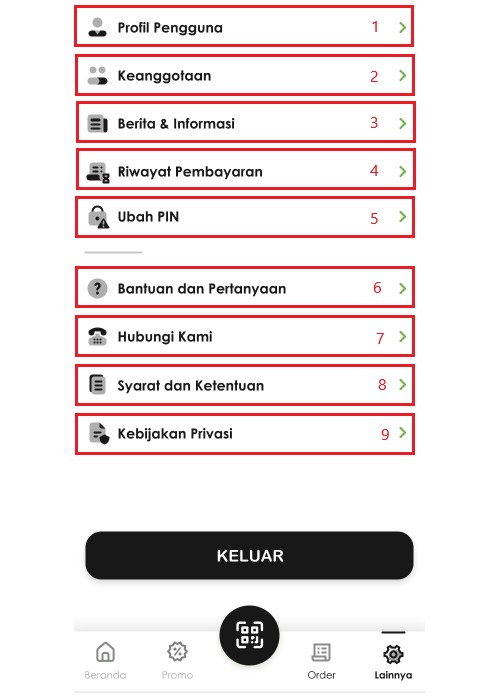 Profil Pengguna 1
Keanggotaan 2
Berita & Informasi 3
Riwayat Pembayaran 4
Ubah PIN 5
Bantuan dan Pertanyaan 6
Hubungi Kami 7
Syarat dan Ketentuan 8
Kebijakan Privasi 9
KELUAR
Beranda Promo Order Lainnya